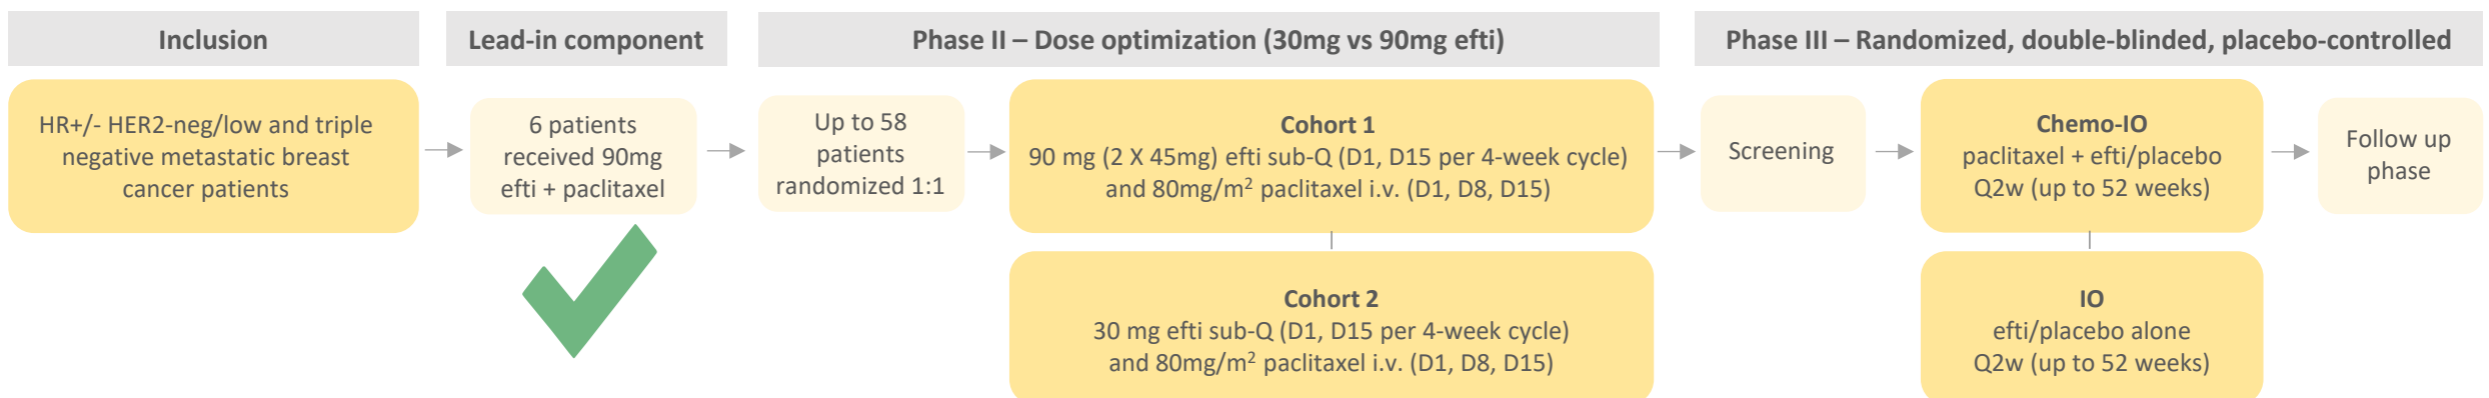 Inclusion
HR+/- HER2-neg/low and triple
negative metastatic breast
cancer patients
Lead-in component
6 patients
received 90mg
efti + paclitaxel
Phase II – Dose optimization (30mg vs 90mg efti)
Up to 58
patients
randomized 1:1
Cohort 1
90 mg (2 X 45mg) efti sub-Q (D1, D15 per 4-week cycle)
and 80mg/m² paclitaxel i.v. (D1, D8, D15)
Cohort 2
30 mg efti sub-Q (D1, D15 per 4-week cycle)
and 80mg/m² paclitaxel i.v. (D1, D8, D15)
Phase III – Randomized, double-blinded, placebo-controlled
Screening
Chemo-IO
paclitaxel + efti/placebo
Q2w (up to 52 weeks)
IO
efti/placebo alone
Q2w (up to 52 weeks)
Follow up
phase